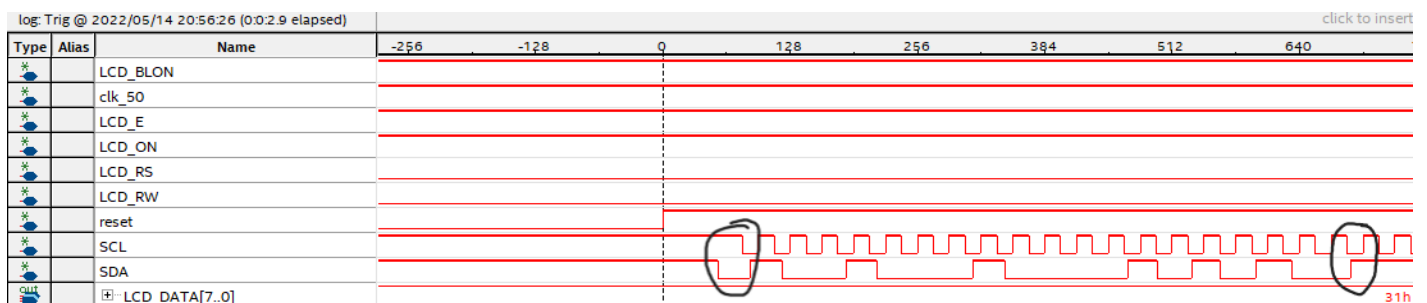 log: Trig @ 2022/05/14 20:56:26 (0:0:2.9 elapsed) click to insert
Type Alias Name -256 -128 0 128 256 384 512 640
LCD_BLON
clk_50
LCD_E
LCD_ON
LCD_RS
LCD_RW
reset
SCL
SDA
out LCD_DATA[7..0] 31h